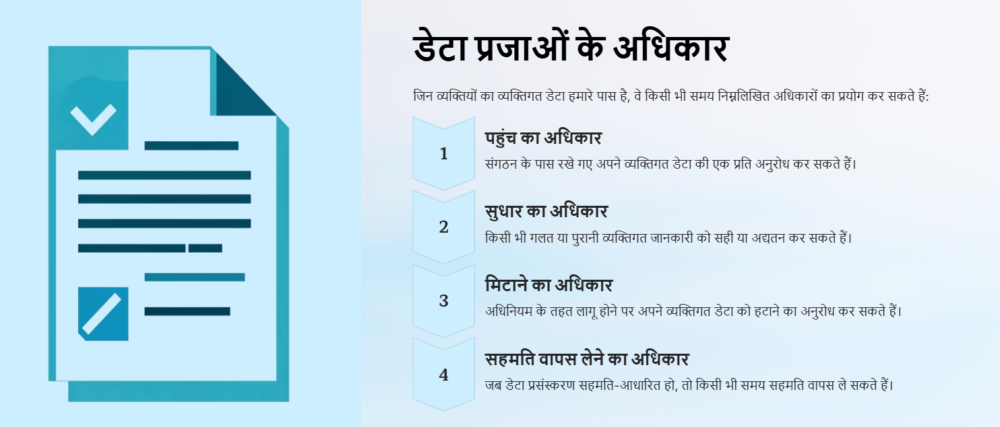 डेटा प्रजाओं के अधिकार
जिन व्यक्तियों का व्यक्तिगत डेटा हमारे पास है, वे किसी भी समय निम्नलिखित अधिकारों का प्रयोग कर सकते हैं:
1
पहुंच का अधिकार
संगठन के पास रखे गए अपने व्यक्तिगत डेटा की एक प्रति अनुरोध कर सकते हैं।
2
सुधार का अधिकार
किसी भी गलत या पुरानी व्यक्तिगत जानकारी को सही या अद्यतन कर सकते हैं।
3
मिटाने का अधिकार
अधिनियम के तहत लागू होने पर अपने व्यक्तिगत डेटा को हटाने का अनुरोध कर सकते हैं।
4
सहमति वापस लेने का अधिकार
जब डेटा प्रसंस्करण सहमति-आधारित हो, तो किसी भी समय सहमति वापस ले सकते हैं।